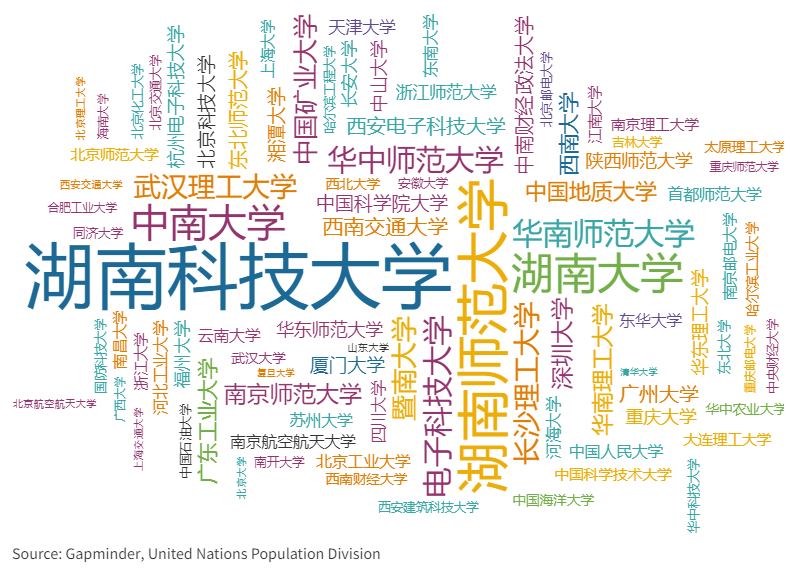 天津大学
东南大学
上海大学
中国矿业大学
哈尔滨工程大学
长安大学
中山大学
中南财经政法大学
北京邮电大学
杭州电子科技大学
北京交通大学
北京化工大学
海南大学
北京理工大学
北京科技大学
东北师范大学
湘潭大学
浙江师范大学
西安电子科技大学
西南大学
江南大学
南京理工大学
吉林大学
太原理工大学
北京师范大学
华中师范大学
陕西师范大学
重庆师范大学
西安交通大学
武汉理工大学
西北大学
安徽大学
中国地质大学
首都师范大学
合肥工业大学
中国科学院大学
同济大学
中南大学
西南交通大学
华南师范大学
南京邮电大学
哈尔滨工业大学
湖南科技大学
湖南师范大学
湖南大学
国防科技大学
南昌大学
浙江大学
河北工业大学
福州大学
云南大学
华东师范大学
山东大学
暨南大学
电子科技大学
长沙理工大学
深圳大学
华南理工大学
东华大学
华东理工大学
东北大学
重庆邮电大学
中央财经大学
武汉大学
复旦大学
厦门大学
清华大学
北京航空航天大学
广西大学
上海交通大学
中国石油大学
广东工业大学
南京师范大学
四川大学
河海大学
广州大学
华中农业大学
苏州大学
重庆大学
南京航空航天大学
中国人民大学
大连理工大学
北京大学
南开大学
北京工业大学
西南财经大学
中国科学技术大学
华中科技大学
西安建筑科技大学
中国海洋大学
Source: Gapminder, United Nations Population Division